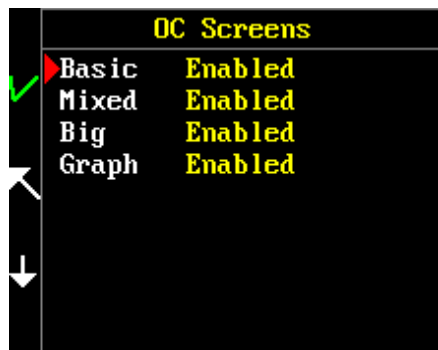 OC Screens
Basic Enabled
Mixed Enabled
Big Enabled
Graph Enabled